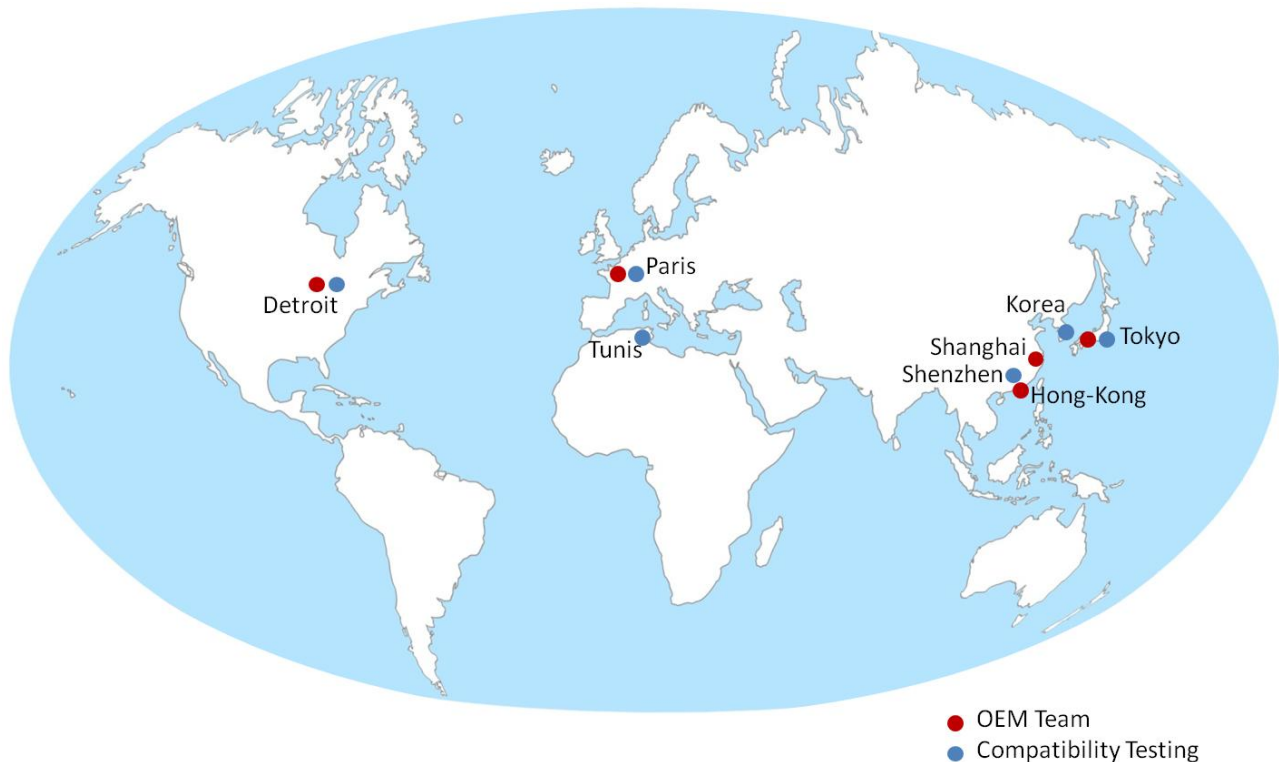 Paris
Detroit
Korea
Tokyo
Tunis
Shanghai
Shenzhen
Hong-Kong
OEM Team
Compatibility Testing